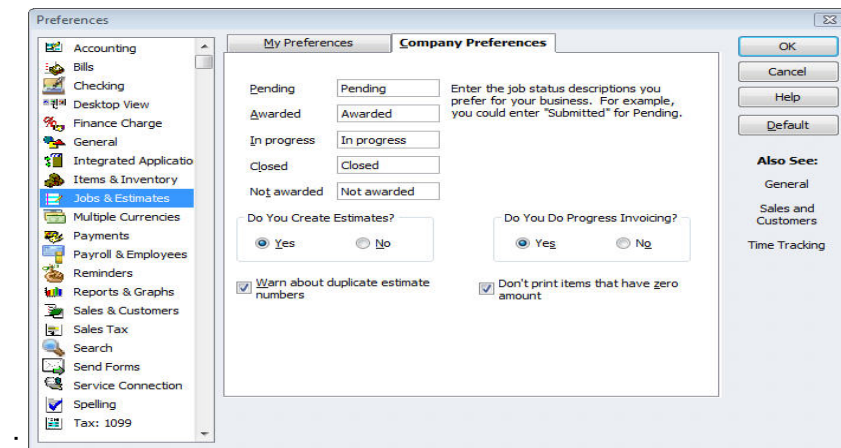 Preferences
Accounting
Bills
Checking
Desktop View
Finance Charge
General
Integrated Applicatio
Items & Inventory
Jobs & Estimates
Multiple Currencies
Payments
Payroll & Employees
Reminders
Reports & Graphs
Sales & Customers
Sales Tax
Search
Send Forms
Service Connection
Spelling
Tax: 1099
My Preferences
Company Preferences
Pending Pending
Awarded Awarded
In progress In progress
Closed Closed
Not awarded Not awarded
Enter the job status descriptions you
prefer for your business. For example,
you could enter "Submitted" for Pending.
Do You Create Estimates?
Yes No
Do You Do Progress Invoicing?
Yes No
Warn about duplicate estimate
numbers
Don't print items that have zero
amount
OK
Cancel
Help
Default
Also See:
General
Sales and
Customers
Time Tracking
.